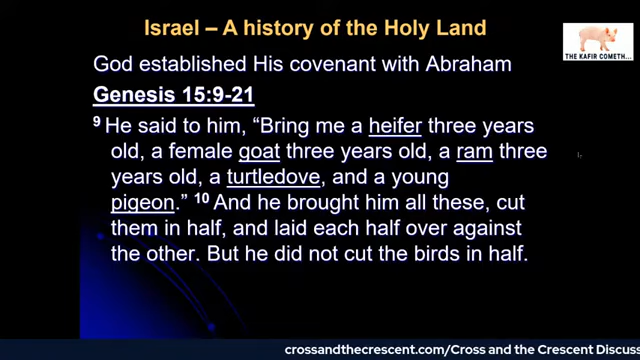 Israel – A history of the Holy Land
THE KAFIR COMETH...
God established His covenant with Abraham
Genesis 15:9-21
9 He said to him, “Bring me a heifer three years
old, a female goat three years old, a ram three
years old, a turtledove, and a young
pigeon.” 10 And he brought him all these, cut
them in half, and laid each half over against
the other. But he did not cut the birds in half.
crossandthecrescent.com/Cross and the Crescent Discuss